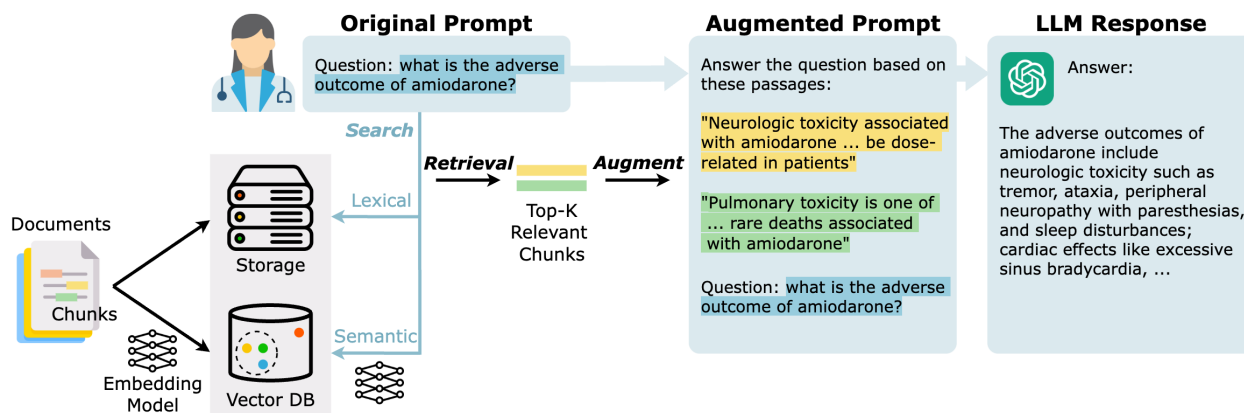 Original Prompt
Question: what is the adverse
outcome of amiodarone?
Search
Lexical
Semantic
Documents
Chunks
Embedding
Model
Storage
Vector DB
Retrieval
Top-K
Relevant
Chunks
Augment
Augmented Prompt
Answer the question based on
these passages:
"Neurologic toxicity associated
with amiodarone ... be dose-
related in patients"
"Pulmonary toxicity is one of
... rare deaths associated
with amiodarone"
Question: what is the adverse
outcome of amiodarone?
LLM Response
Answer:
The adverse outcomes of
amiodarone include
neurologic toxicity such as
tremor, ataxia, peripheral
neuropathy with paresthesias,
and sleep disturbances;
cardiac effects like excessive
sinus bradycardia, ...